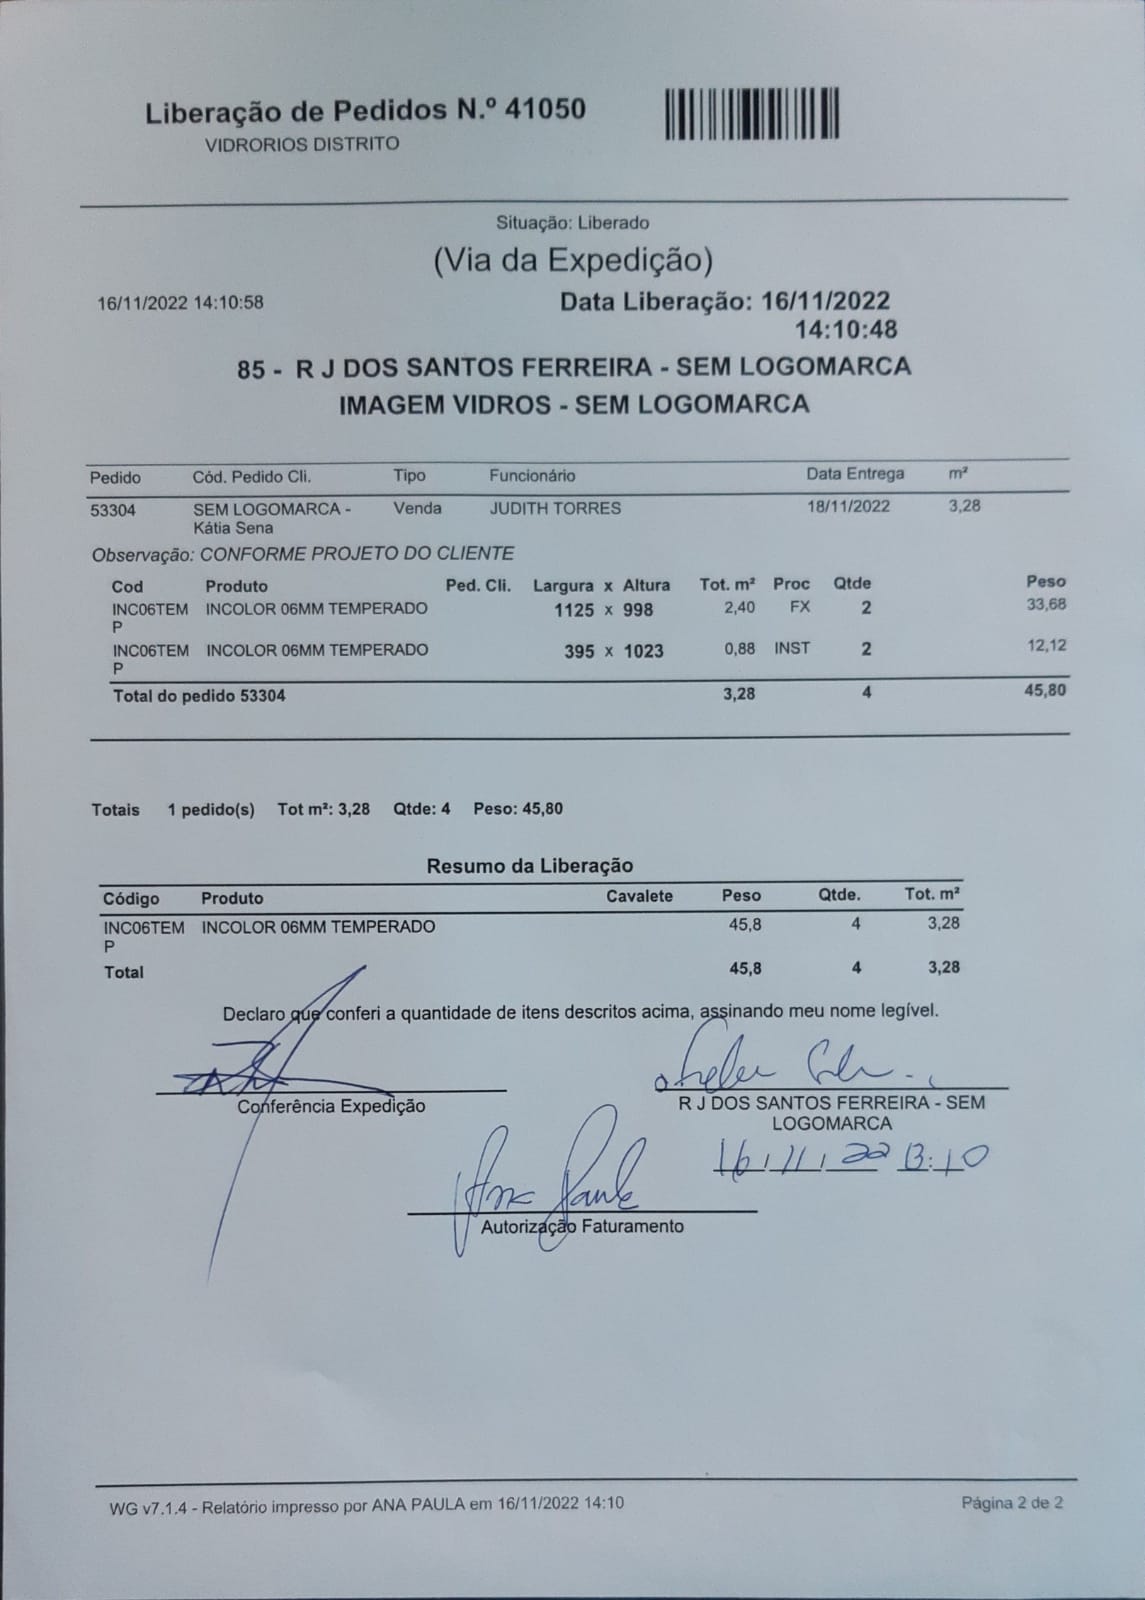 Liberação de Pedidos N.º 41050
VIDRORIOS DISTRITO
Situação: Liberado
(Via da Expedição)
16/11/2022 14:10:58
Data Liberação: 16/11/2022
14:10:48
85 - R J DOS SANTOS FERREIRA - SEM LOGOMARCA
IMAGEM VIDROS - SEM LOGOMARCA
Pedido Cód. Pedido Cli. Tipo Funcionário Data Entrega m²
53304 SEM LOGOMARCA - Venda JUDITH TORRES 18/11/2022 3,28
Kátia Sena
Observação: CONFORME PROJETO DO CLIENTE
Cod Produto Ped. Cli. Largura x Altura Tot. m² Proc Qtde Peso
INC06TEM INCOLOR 06MM TEMPERADO 1125 x 998 2,40 FX 2 33,68
P
INC06TEM INCOLOR 06MM TEMPERADO 395 x 1023 0,88 INST 2 12,12
P
Total do pedido 53304 3,28 4 45,80
Totais 1 pedido(s) Tot m²: 3,28 Qtde: 4 Peso: 45,80
Resumo da Liberação
Código Produto Cavalete Peso Qtde. Tot. m²
INC06TEM INCOLOR 06MM TEMPERADO 45,8 4 3,28
P
Total 45,8 4 3,28
Declaro que conferi a quantidade de itens descritos acima, assinando meu nome legível.
Conferência Expedição
R J DOS SANTOS FERREIRA - SEM
LOGOMARCA
16/11/22 13:10
Ana Paula
Autorização Faturamento
WG v7.1.4 - Relatório impresso por ANA PAULA em 16/11/2022 14:10
Página 2 de 2